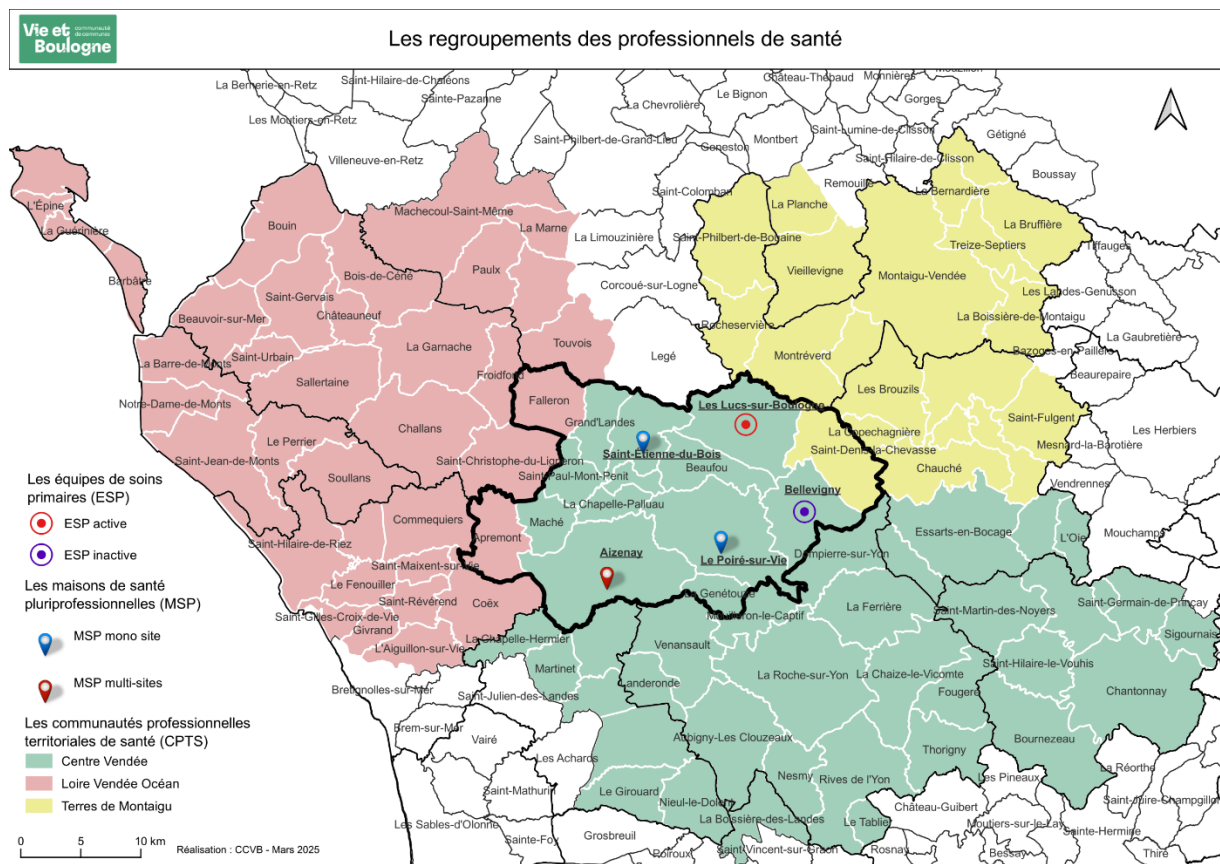 Vie et
Boulogne
communauté
de communes
Les regroupements des professionnels de santé
La Bernerie-en-Retz
Saint-Hilaire-de-Chaléons
Sainte-Pazanne
Les Moutiers-en-Retz
Villeneuve-en-Retz
La Chevrolière
Le Bignon
Château-Thébaud
Monnières
Gorges
Saint-Philbert-de-Grand-Lieu
Geneston
Montbert
Saint-Lumine-de-Clisson
Saint-Hilaire-de-Clisson
Gétigné
Boussay
Remouillé
Saint-Colomban
La Bernardière
L'Épine
La Guérinière
Barbâtre
Bouin
Machecoul-Saint-Même
La Marne
La Limouzinière
La Planche
Saint-Philbert-de-Bouaine
Vieillevigne
La Bruffière
Treize-Septiers
Tiffauges
Montaigu-Vendée
Bois-de-Céné
Paulx
Corcoué-sur-Logne
Les Landes-Genusson
Saint-Gervais
Châteauneuf
Beauvoir-sur-Mer
Rocheservière
La Boissière-de-Montaigu
La Gaubretière
La Barre-de-Monts
Saint-Urbain
La Garnache
Touvois
Legé
Montréverd
Bazoges-en-Paillers
Beaurepaire
Sallertaine
Froidfond
Falleron
Les Brouzils
Notre-Dame-de-Monts
Challans
Grand'Landes
Les Lucs-sur-Boulogne
Saint-Fulgent
La Copechagnière
Mesnard-la-Barotière
Les Herbiers
Le Perrier
Saint-Étienne-du-Bois
Saint-Denis-la-Chevasse
Saint-Jean-de-Monts
Soullans
Saint-Christophe-du-Ligneron
Saint-Paul-Mont-Penit
Beaufou
Chauché
Vendrennes
Bellevigny
La Chapelle-Palluau
Mouchamps
Commequiers
Apremont
Maché
Essarts-en-Bocage
L'Oie
Saint-Hilaire-de-Riez
Saint-Maixent-sur-Vie
Aizenay
Le Poiré-sur-Vie
Dompierre-sur-Yon
Le Fenouiller
Saint-Révérend
Coëx
La Genétouze
Mouilleron-le-Captif
La Ferrière
Saint-Martin-des-Noyers
Saint-Germain-de-Prinçay
Saint-Gilles-Croix-de-Vie
Givrand
Sigournais
L'Aiguillon-sur-Vie
La Chapelle-Hermier
Venansault
Saint-Hilaire-le-Vouhis
Martinet
Landeronde
La Roche-sur-Yon
La Chaize-le-Vicomte
Fougeré
Chantonnay
Bretignolles-sur-Mer
Saint-Julien-des-Landes
Brem-sur-Mer
Vairé
Aubigny-Les Clouzeaux
Bournezeau
Les Achards
Thorigny
La Réorthe
Saint-Mathurin
Le Girouard
Nesmy
Rives de l'Yon
Les Pineaux
Nieul-le-Dolent
Château-Guibert
Saint-Juire-Champgillon
Les Sables-d'Olonne
Sainte-Foy
Grosbreuil
La Boissière-des-Landes
Le Tablier
Moutiers-sur-le-Lay
Sainte-Hermine
Poiroux
Saint-Vincent-sur-Graon
Rosnay
Bessay
Thiré
Les équipes de soins
primaires (ESP)
ESP active
ESP inactive
Les maisons de santé
pluriprofessionnelles (MSP)
MSP mono site
MSP multi-sites
Les communautés professionnelles
territoriales de santé (CPTS)
Centre Vendée
Loire Vendée Océan
Terres de Montaigu
0 5 10 km
Réalisation : CCVB - Mars 2025